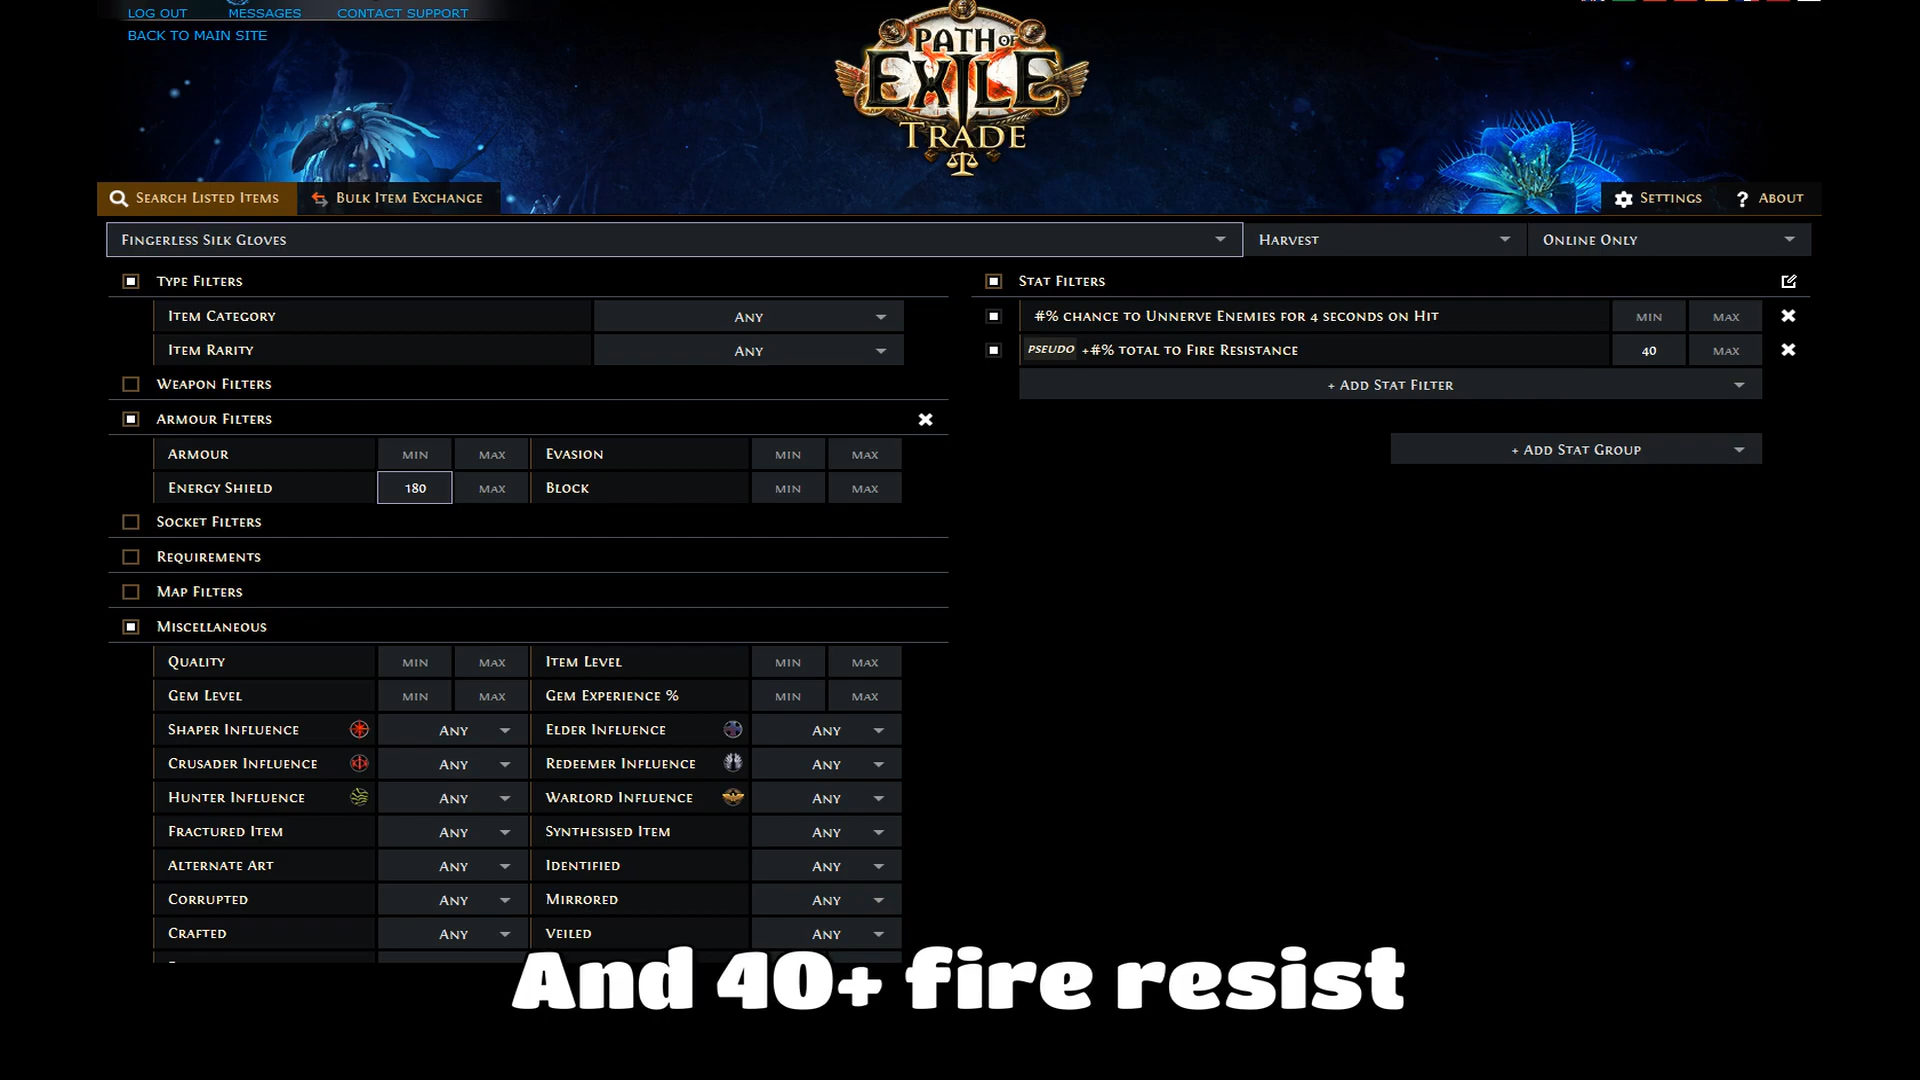 LOG OUT MESSAGES CONTACT SUPPORT
BACK TO MAIN SITE
PATH OF
EXILE
TRADE
SEARCH LISTED ITEMS BULK ITEM EXCHANGE SETTINGS ? ABOUT
FINGERLESS SILK GLOVES HARVEST ONLINE ONLY
TYPE FILTERS
ITEM CATEGORY ANY
ITEM RARITY ANY
WEAPON FILTERS
ARMOUR FILTERS
ARMOUR MIN MAX EVASION MIN MAX
ENERGY SHIELD 180 MAX BLOCK MIN MAX
SOCKET FILTERS
REQUIREMENTS
MAP FILTERS
MISCELLANEOUS
QUALITY MIN MAX ITEM LEVEL MIN MAX
GEM LEVEL MIN MAX GEM EXPERIENCE % MIN MAX
SHAPER INFLUENCE ANY ELDER INFLUENCE ANY
CRUSADER INFLUENCE ANY REDEEMER INFLUENCE ANY
HUNTER INFLUENCE ANY WARLORD INFLUENCE ANY
FRACTURED ITEM ANY SYNTHESISED ITEM ANY
ALTERNATE ART ANY IDENTIFIED ANY
CORRUPTED ANY MIRRORED ANY
CRAFTED ANY VEILED ANY
STAT FILTERS
#% CHANCE TO UNNERVE ENEMIES FOR 4 SECONDS ON HIT MIN MAX
PSEUDO +#% TOTAL TO FIRE RESISTANCE 40 MAX
+ ADD STAT FILTER
+ ADD STAT GROUP
And 40+ fire resist